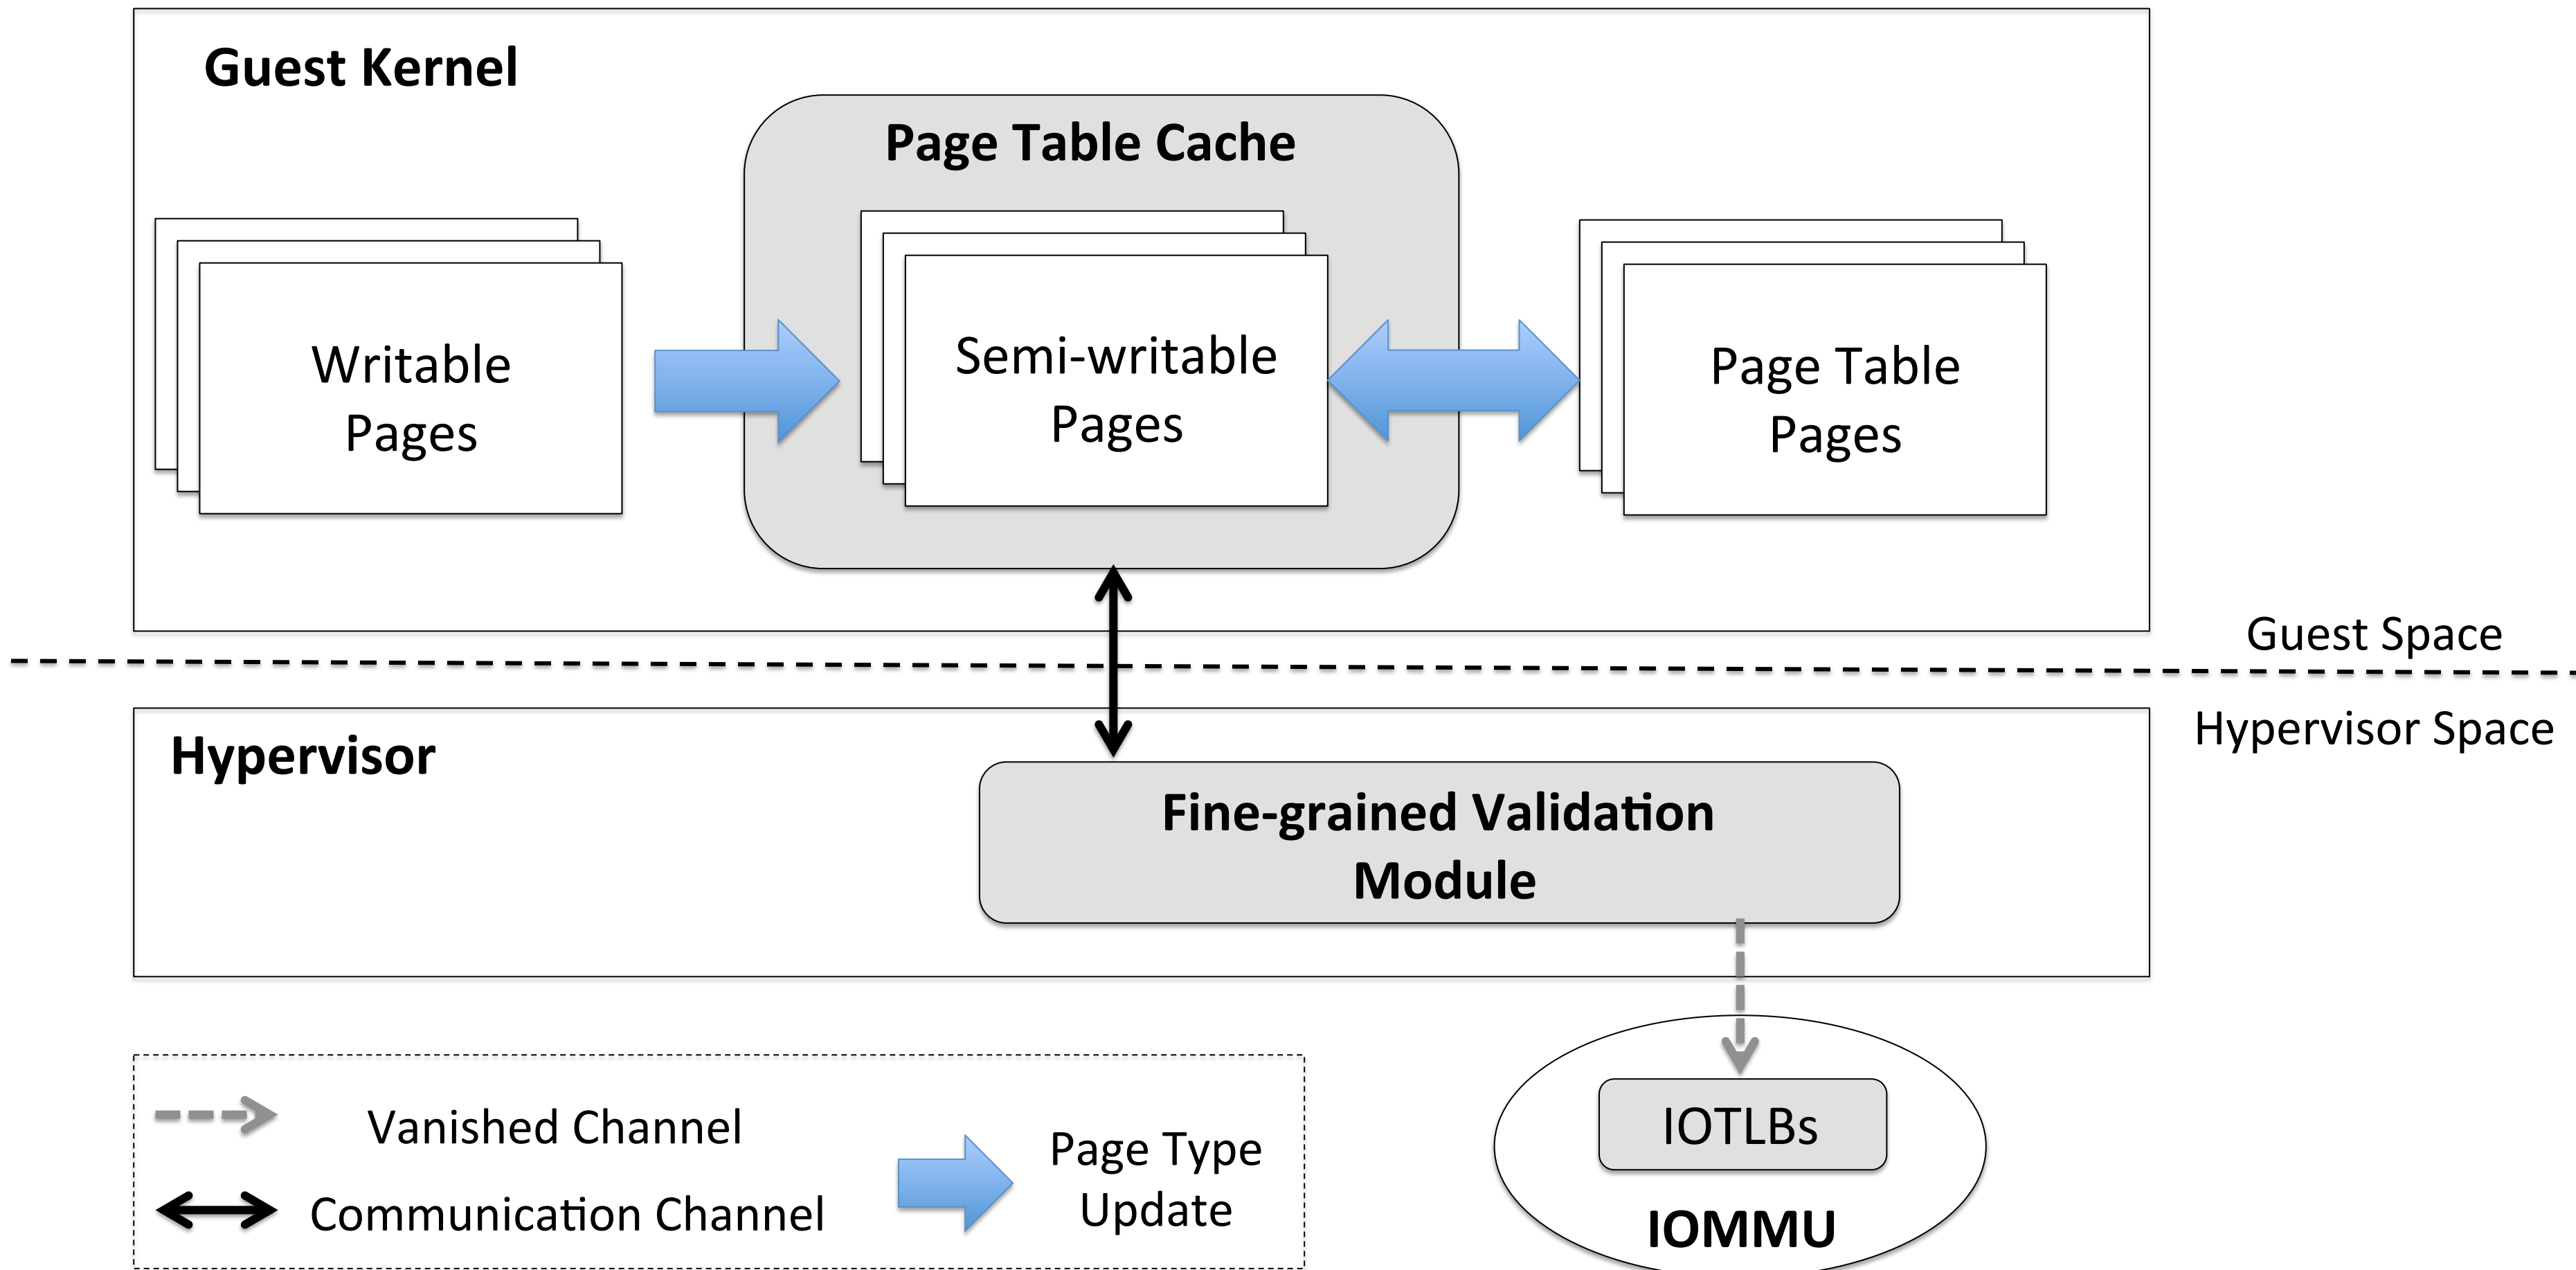 Guest Kernel
Page Table Cache
Writable
Pages
Semi-writable
Pages
Page Table
Pages
Guest Space
Hypervisor Space
Hypervisor
Fine-grained Validation
Module
IOTLBs
IOMMU
Vanished Channel
Communication Channel
Page Type
Update